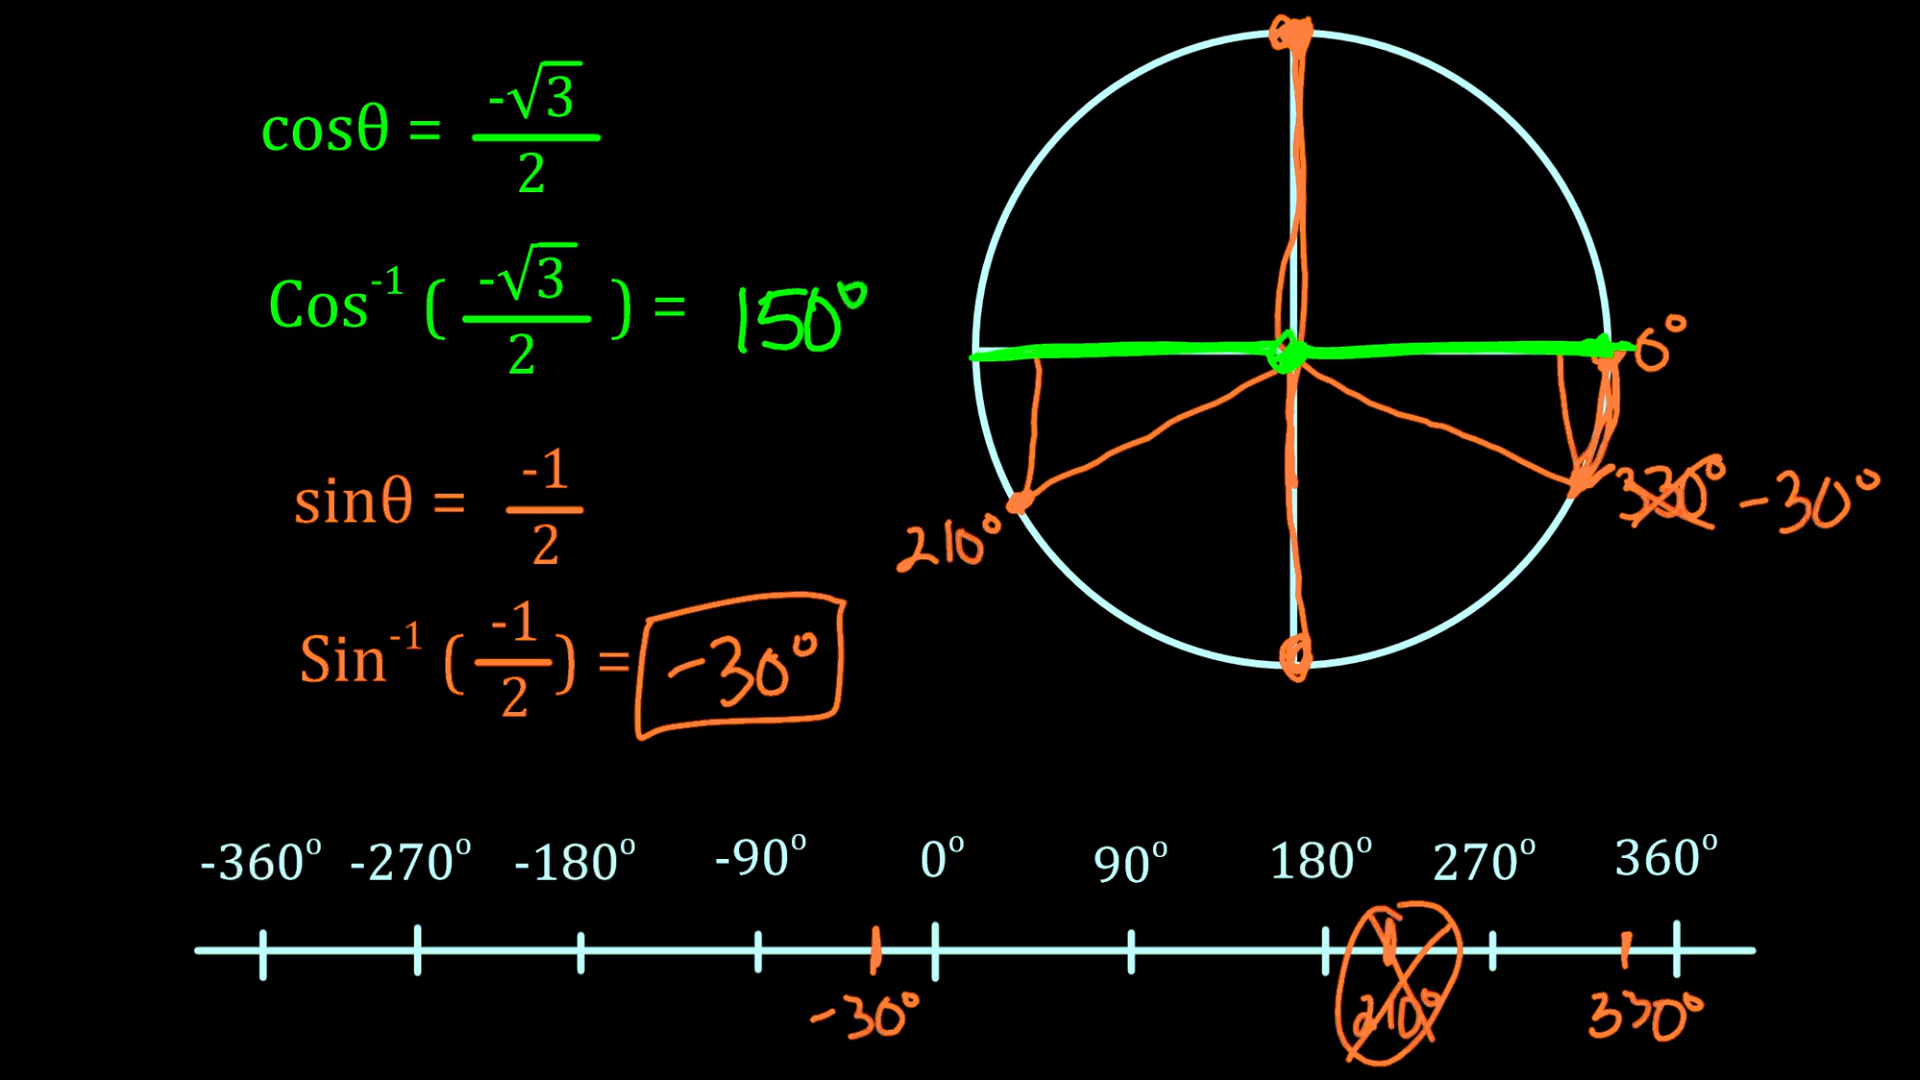 cosθ = -√3/2
Cos⁻¹ (-√3/2) = 150°
sinθ = -1/2
Sin⁻¹ (-1/2) = -30°
0°
330° -30°
210°
-360° -270° -180° -90° 0° 90° 180° 270° 360°
-30° 210° 330°